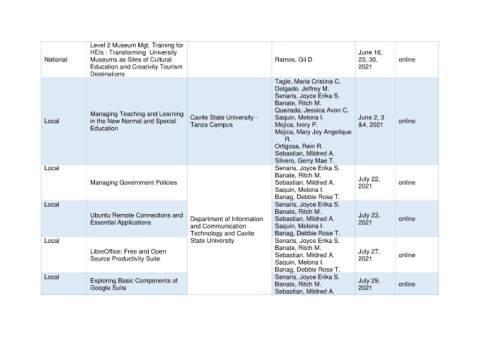 National
Level 2 Museum Mgt. Training for
HEIs : Transforming University
Museums as Sites of Cultural
Education and Creativity Tourism
Destinations
Ramos, Gil D
June 16,
23, 30,
2021
online
Local
Managing Teaching and Learning
in the New Normal and Special
Education
Cavite State University -
Tanza Campus
Tagle, Maria Cristina C.
Delgado, Jeffrey M.
Senaris, Joyce Erika S.
Banate, Ritch M.
Quezada, Jessica Avon C.
Saquin, Melona I.
Mojica, Ivory P.
Mojica, Mary Joy Angelique
R.
Ortigosa, Rein R.
Sebastian, Mildred A.
Silvero, Gerry Mae T.
June 2, 3
&4, 2021
online
Local
Managing Government Policies
Department of Information
and Communication
Technology and Cavite
State University
Senaris, Joyce Erika S.
Banate, Ritch M.
Sebastian, Mildred A.
Saquin, Melona I.
Banag, Debbie Rose T.
July 22,
2021
online
Local
Ubuntu Remote Connections and
Essential Applications
Senaris, Joyce Erika S.
Banate, Ritch M.
Sebastian, Mildred A.
Saquin, Melona I.
Banag, Debbie Rose T.
July 23,
2021
online
Local
LibreOffice: Free and Open
Source Productivity Suite
Senaris, Joyce Erika S.
Banate, Ritch M.
Sebastian, Mildred A.
Saquin, Melona I.
Banag, Debbie Rose T.
July 27,
2021
online
Local
Exploring Basic Components of
Google Suite
Senaris, Joyce Erika S.
Banate, Ritch M.
Sebastian, Mildred A.
July 29,
2021
online